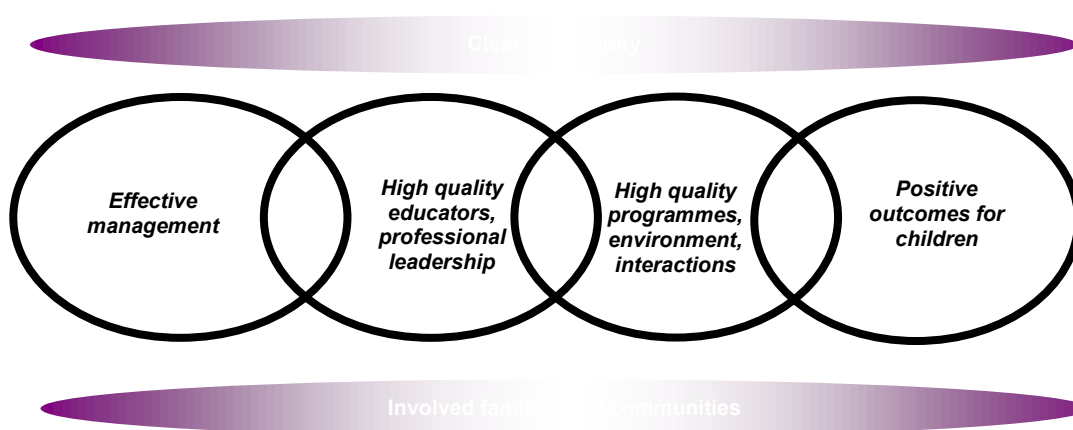 Clear
Effective
management
High quality
educators,
professional
leadership
High quality
programmes,
environment,
interactions
Positive
outcomes for
children
Involved